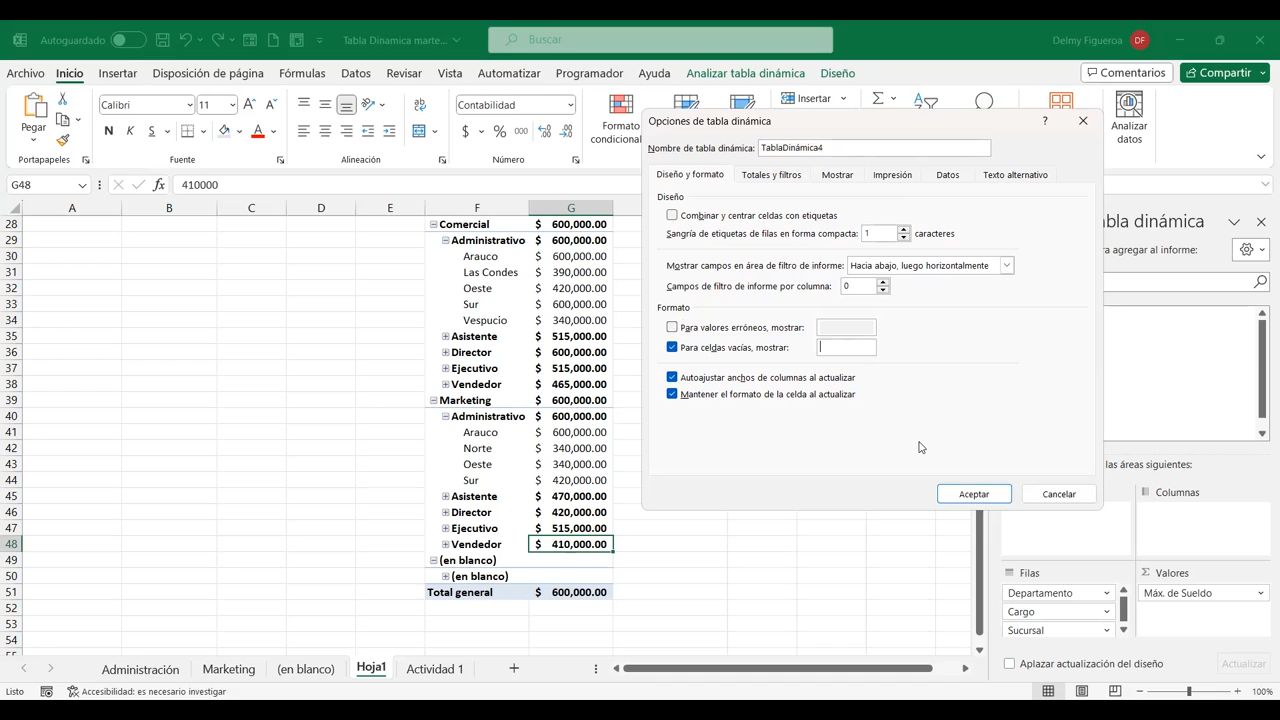 Autoguardado
Tabla Dinamica marte...
Buscar
Delmy Figueroa DF
Archivo Inicio Insertar Disposición de página Fórmulas Datos Revisar Vista Automatizar Programador Ayuda Analizar tabla dinámica Diseño Comentarios Compartir
Calibri 11 Contabilidad Insertar
Pegar
N K S
$ % 000
Formato
condicional
Analizar
datos
Portapapeles Fuente Alineación Número
G48 fx 410000
A B C D E F G
28 Comercial $ 600,000.00
29 Administrativo $ 600,000.00
30 Arauco $ 600,000.00
31 Las Condes $ 390,000.00
32 Oeste $ 420,000.00
33 Sur $ 600,000.00
34 Vespucio $ 340,000.00
35 Asistente $ 515,000.00
36 Director $ 600,000.00
37 Ejecutivo $ 515,000.00
38 Vendedor $ 465,000.00
39 Marketing $ 600,000.00
40 Administrativo $ 600,000.00
41 Arauco $ 600,000.00
42 Norte $ 340,000.00
43 Oeste $ 340,000.00
44 Sur $ 420,000.00
45 Asistente $ 470,000.00
46 Director $ 420,000.00
47 Ejecutivo $ 515,000.00
48 Vendedor $ 410,000.00
49 (en blanco)
50 (en blanco)
51 Total general $ 600,000.00
52
53
54
Opciones de tabla dinámica ?
Nombre de tabla dinámica: TablaDinámica4
Diseño y formato Totales y filtros Mostrar Impresión Datos Texto alternativo
Diseño
Combinar y centrar celdas con etiquetas
Sangría de etiquetas de filas en forma compacta: 1 caracteres
Mostrar campos en área de filtro de informe: Hacia abajo, luego horizontalmente
Campos de filtro de informe por columna: 0
Formato
Para valores erróneos, mostrar:
Para celdas vacías, mostrar:
Autoajustar anchos de columnas al actualizar
Mantener el formato de la celda al actualizar
Aceptar Cancelar
Tabla dinámica
a agregar al informe:
las áreas siguientes:
Columnas
Filas Σ Valores
Departamento Máx. de Sueldo
Cargo
Sucursal
Aplazar actualización del diseño Actualizar
Administración Marketing (en blanco) Hoja1 Actividad 1
Listo Accesibilidad: es necesario investigar 100%